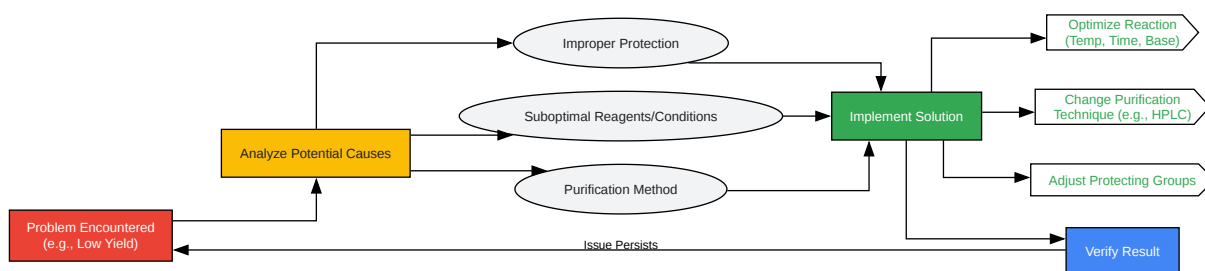 Optimize Reaction
(Temp, Time, Base)
Improper Protection
Change Purification
Technique (e.g., HPLC)
Suboptimal Reagents/Conditions
Implement Solution
Analyze Potential Causes
Purification Method
Adjust Protecting Groups
Problem Encountered
(e.g., Low Yield)
Issue Persists
Verify Result